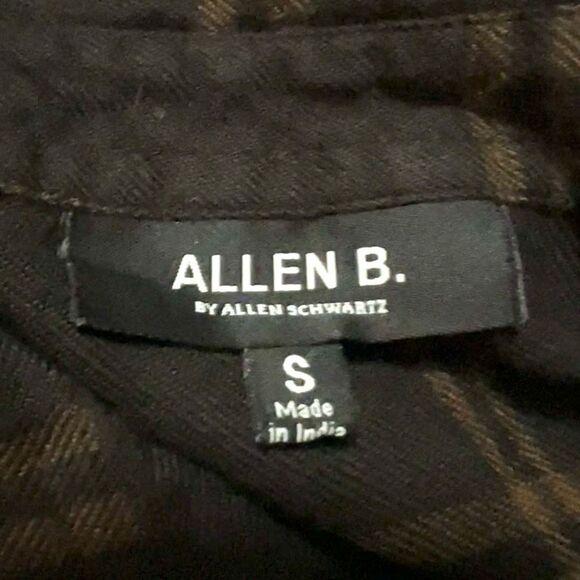 ALLEN B.
BY ALLEN SCHWARTZ
S
Made
in India